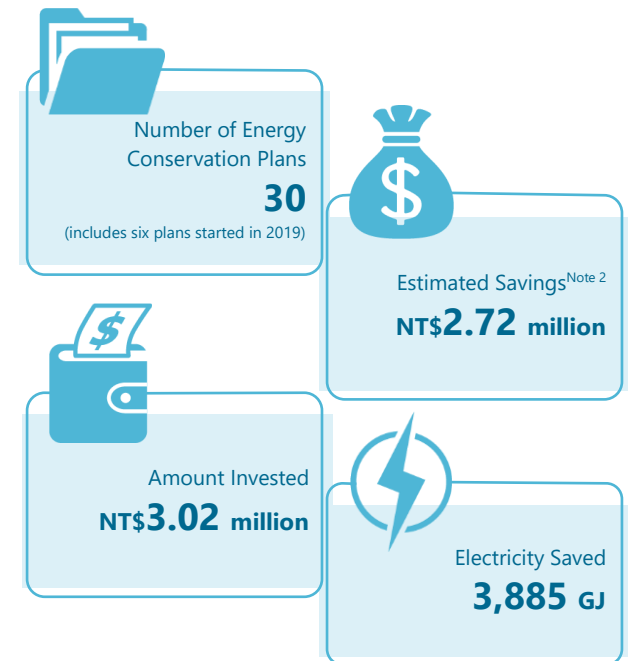 Number of Energy
Conservation Plans
30
(includes six plans started in 2019)
$
Estimated Savings Note 2
NT$2.72 million
$
Amount Invested
NT$3.02 million
Electricity Saved
3,885 GJ